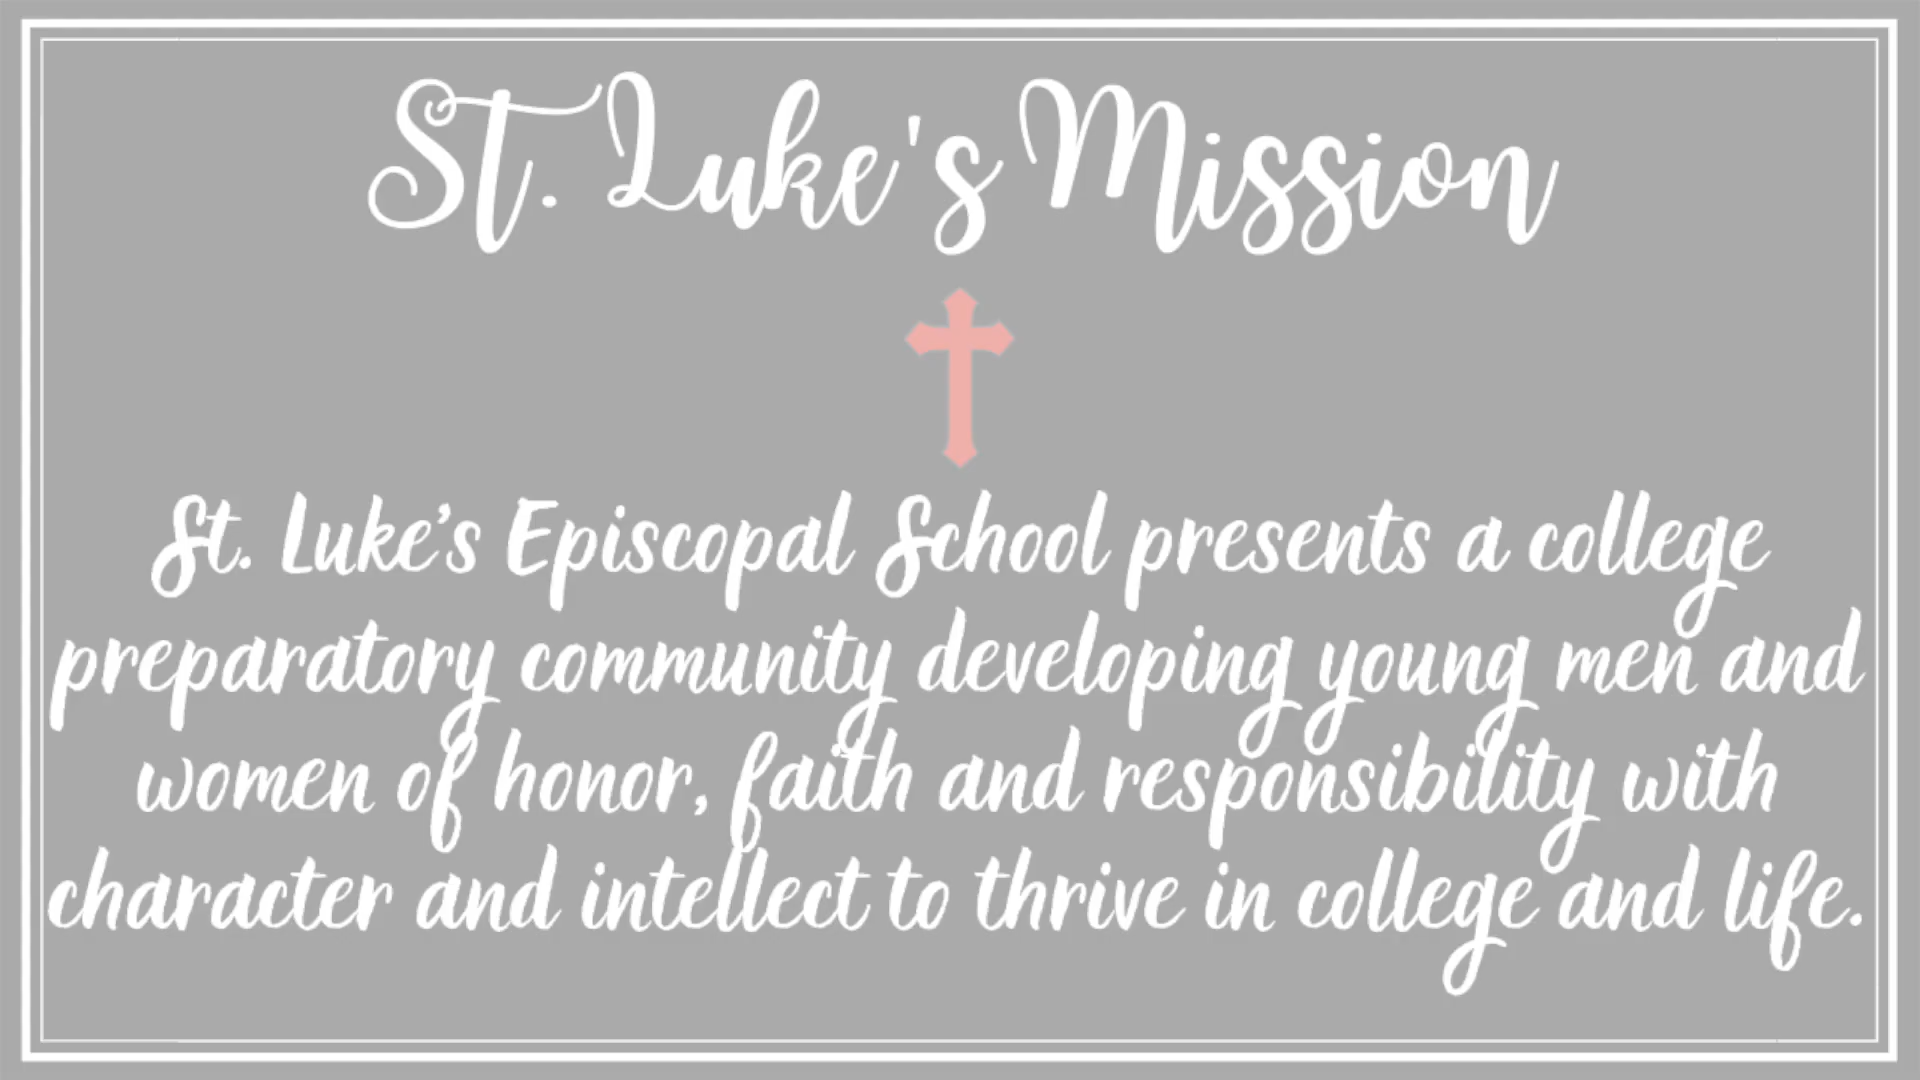 St. Luke's Mission
St. Luke’s Episcopal School presents a college
preparatory community developing young men and
women of honor, faith and responsibility with
character and intellect to thrive in college and life.